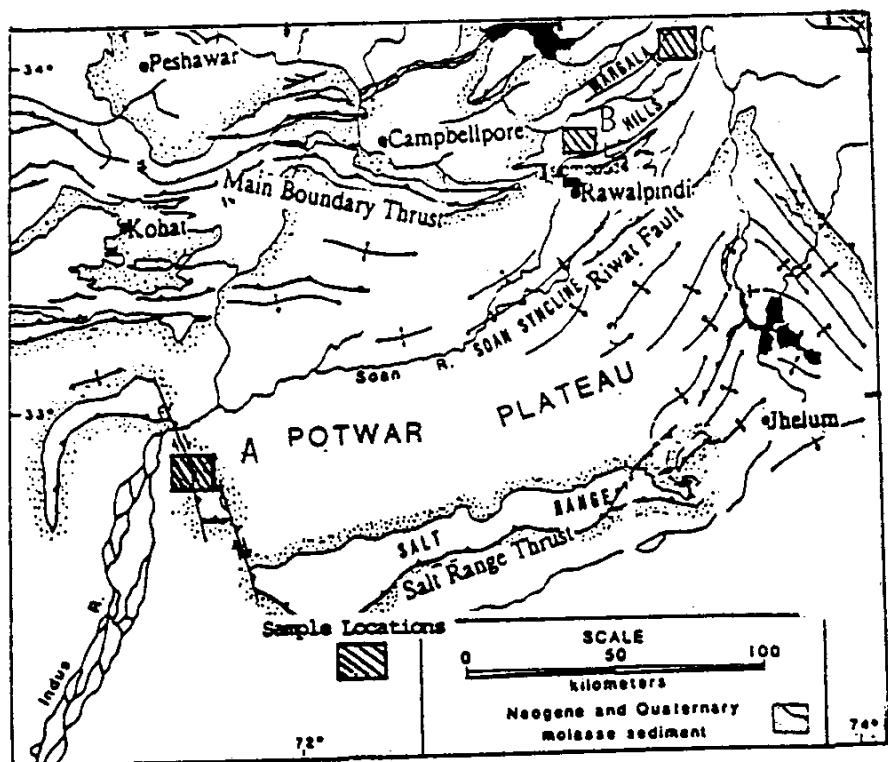 34°
Peshawar
MARGALA
C
HILLS
B
Campbellpore
Main Boundary Thrust
Rawalpindi
Kohat
SOAN SYNCLINE
Riwat Fault
Soan R.
33°
A
POTWAR PLATEAU
Jhelum
SALT RANGE
Salt Range Thrust
Indus R.
Sample Locations
SCALE
0 50 100
kilometers
Neogene and Quaternary
molasse sediment
72°
74°